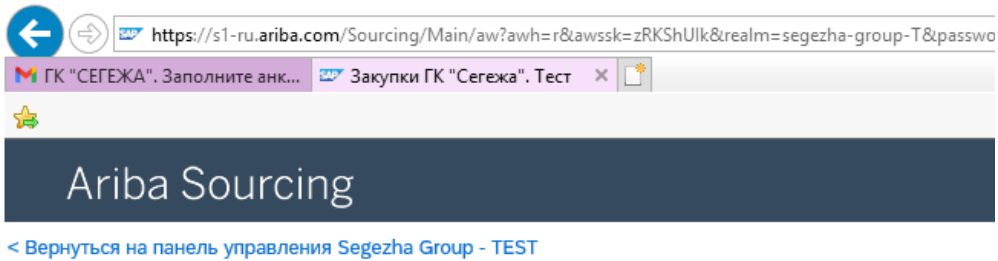 https://s1-ru.ariba.com/Sourcing/Main/aw?awh=r&awssk=zRKShUlk&realm=segezha-group-T&passwo
ГК "СЕГЕЖА". Заполните анк... SAP Закупки ГК "Сегежа". Тест
Ariba Sourcing
< Вернуться на панель управления Segezha Group - TEST